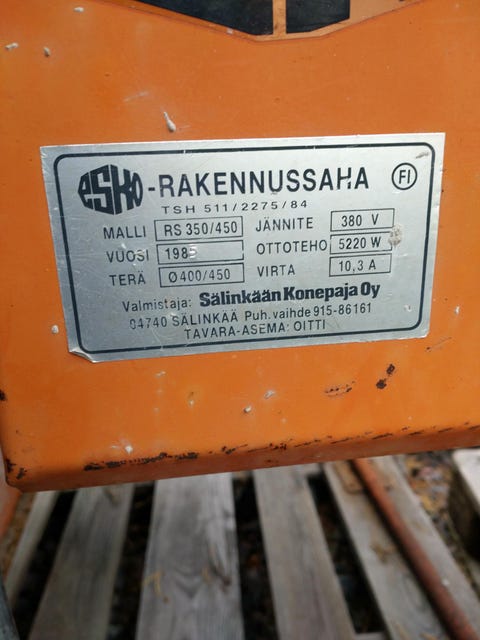 ESKO-RAKENNUSSAHA FI
TSH 511/2275/84
MALLI RS 350/450 JÄNNITE 380 V
VUOSI 1985 OTTOTEHO 5220 W
TERÄ Ø400/450 VIRTA 10,3 A
Valmistaja: Sälinkään Konepaja Oy
04740 SÄLINKÄÄ Puh. vaihde 915-86161
TAVARA-ASEMA: OITTI